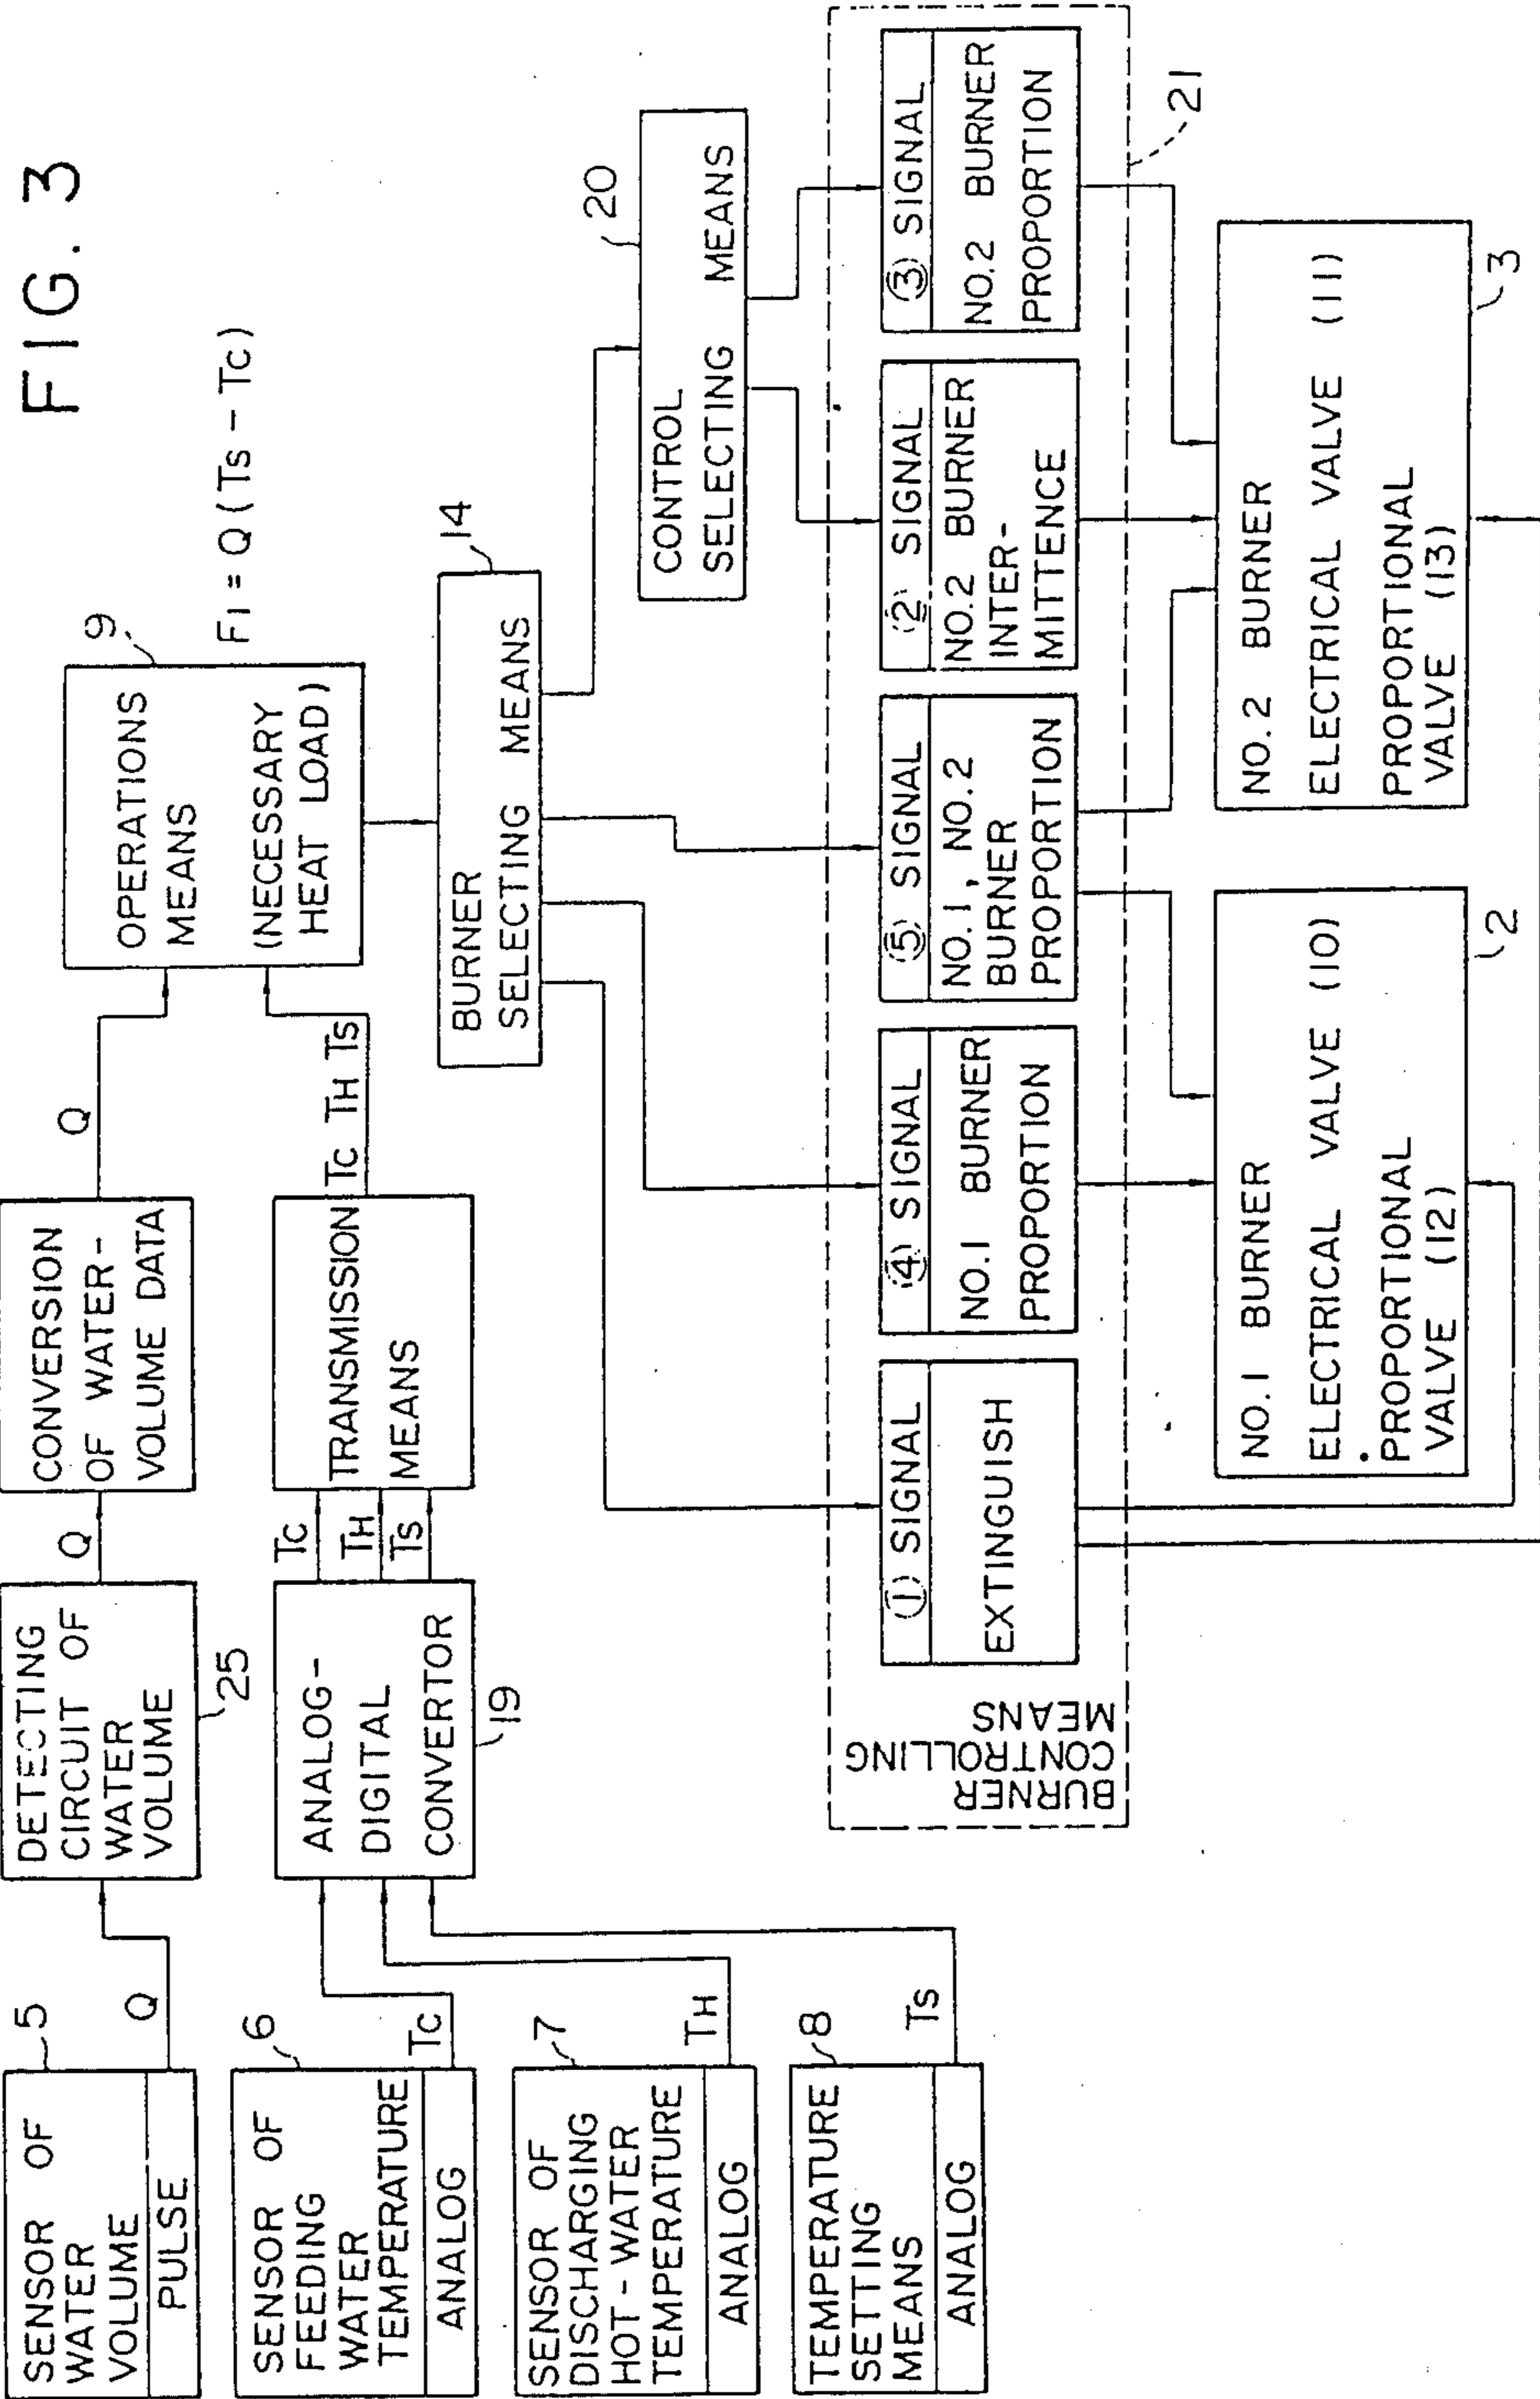 FIG. 3
SENSOR OF
WATER
VOLUME
PULSE
5
Q
DETECTING
CIRCUIT OF
WATER
VOLUME
25
Q
CONVERSION
OF WATER-
VOLUME DATA
Q
SENSOR OF
FEEDING
WATER
TEMPERATURE
ANALOG
6
Tc
SENSOR OF
DISCHARGING
HOT-WATER
TEMPERATURE
ANALOG
7
TH
TEMPERATURE
SETTING
MEANS
ANALOG
8
Ts
ANALOG-
DIGITAL
CONVERTOR
19
Tc
TH
Ts
TRANSMISSION
MEANS
Tc TH Ts
OPERATIONS
MEANS
(NECESSARY
HEAT LOAD)
9
F1 = Q (Ts - Tc)
BURNER
SELECTING MEANS
14
CONTROL
SELECTING MEANS
20
BURNER
CONTROLLING
MEANS
① SIGNAL
EXTINGUISH
④ SIGNAL
NO.1 BURNER
PROPORTION
⑤ SIGNAL
NO.1, NO.2
BURNER
PROPORTION
② SIGNAL
NO.2 BURNER
INTER-
MITTENCE
③ SIGNAL
NO.2 BURNER
PROPORTION
21
NO.1 BURNER
ELECTRICAL VALVE (10)
PROPORTIONAL
VALVE (12)
2
NO.2 BURNER
ELECTRICAL VALVE (11)
PROPORTIONAL
VALVE (13)
3